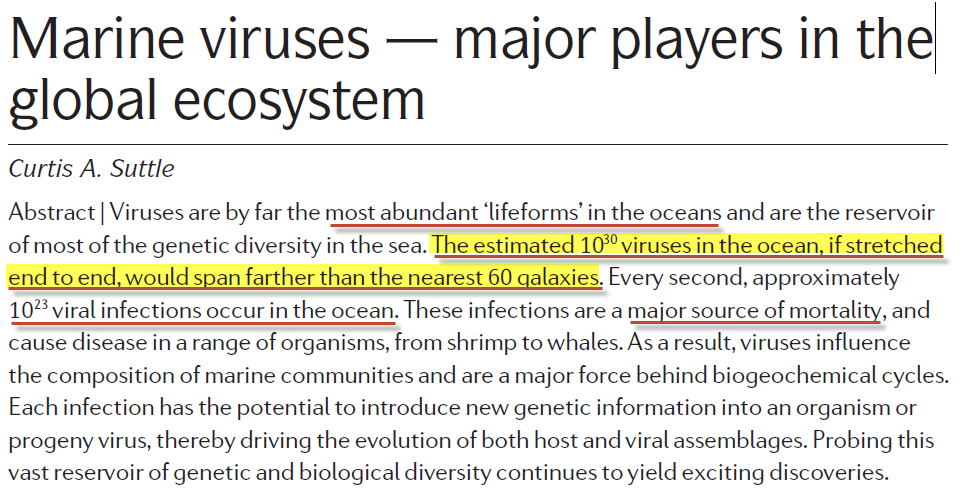 Marine viruses — major players in the
global ecosystem
Curtis A. Suttle
Abstract | Viruses are by far the most abundant ‘lifeforms’ in the oceans and are the reservoir
of most of the genetic diversity in the sea. The estimated 10³⁰ viruses in the ocean, if stretched
end to end, would span farther than the nearest 60 galaxies. Every second, approximately
10²³ viral infections occur in the ocean. These infections are a major source of mortality, and
cause disease in a range of organisms, from shrimp to whales. As a result, viruses influence
the composition of marine communities and are a major force behind biogeochemical cycles.
Each infection has the potential to introduce new genetic information into an organism or
progeny virus, thereby driving the evolution of both host and viral assemblages. Probing this
vast reservoir of genetic and biological diversity continues to yield exciting discoveries.